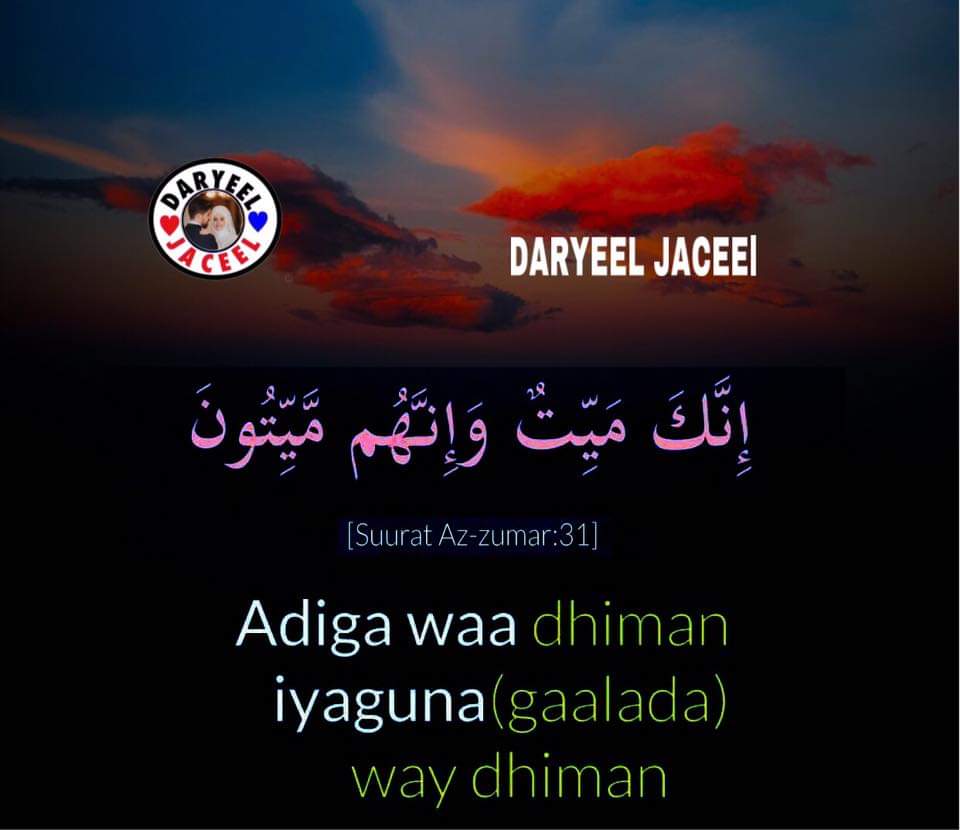 DARYEEL
JACEEL
DARYEEL JACEEl
إِنَّكَ مَيِّتٌ وَإِنَّهُم مَّيِّتُونَ
[Suurat Az-zumar:31]
Adiga waa dhiman
iyaguna(gaalada)
way dhiman